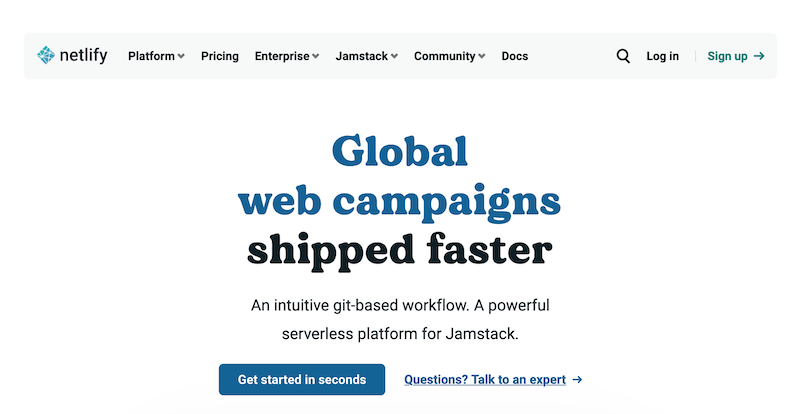 netlify Platform Pricing Enterprise Jamstack Community Docs Log in Sign up →
Global
web campaigns
shipped faster
An intuitive git-based workflow. A powerful
serverless platform for Jamstack.
Get started in seconds Questions? Talk to an expert →